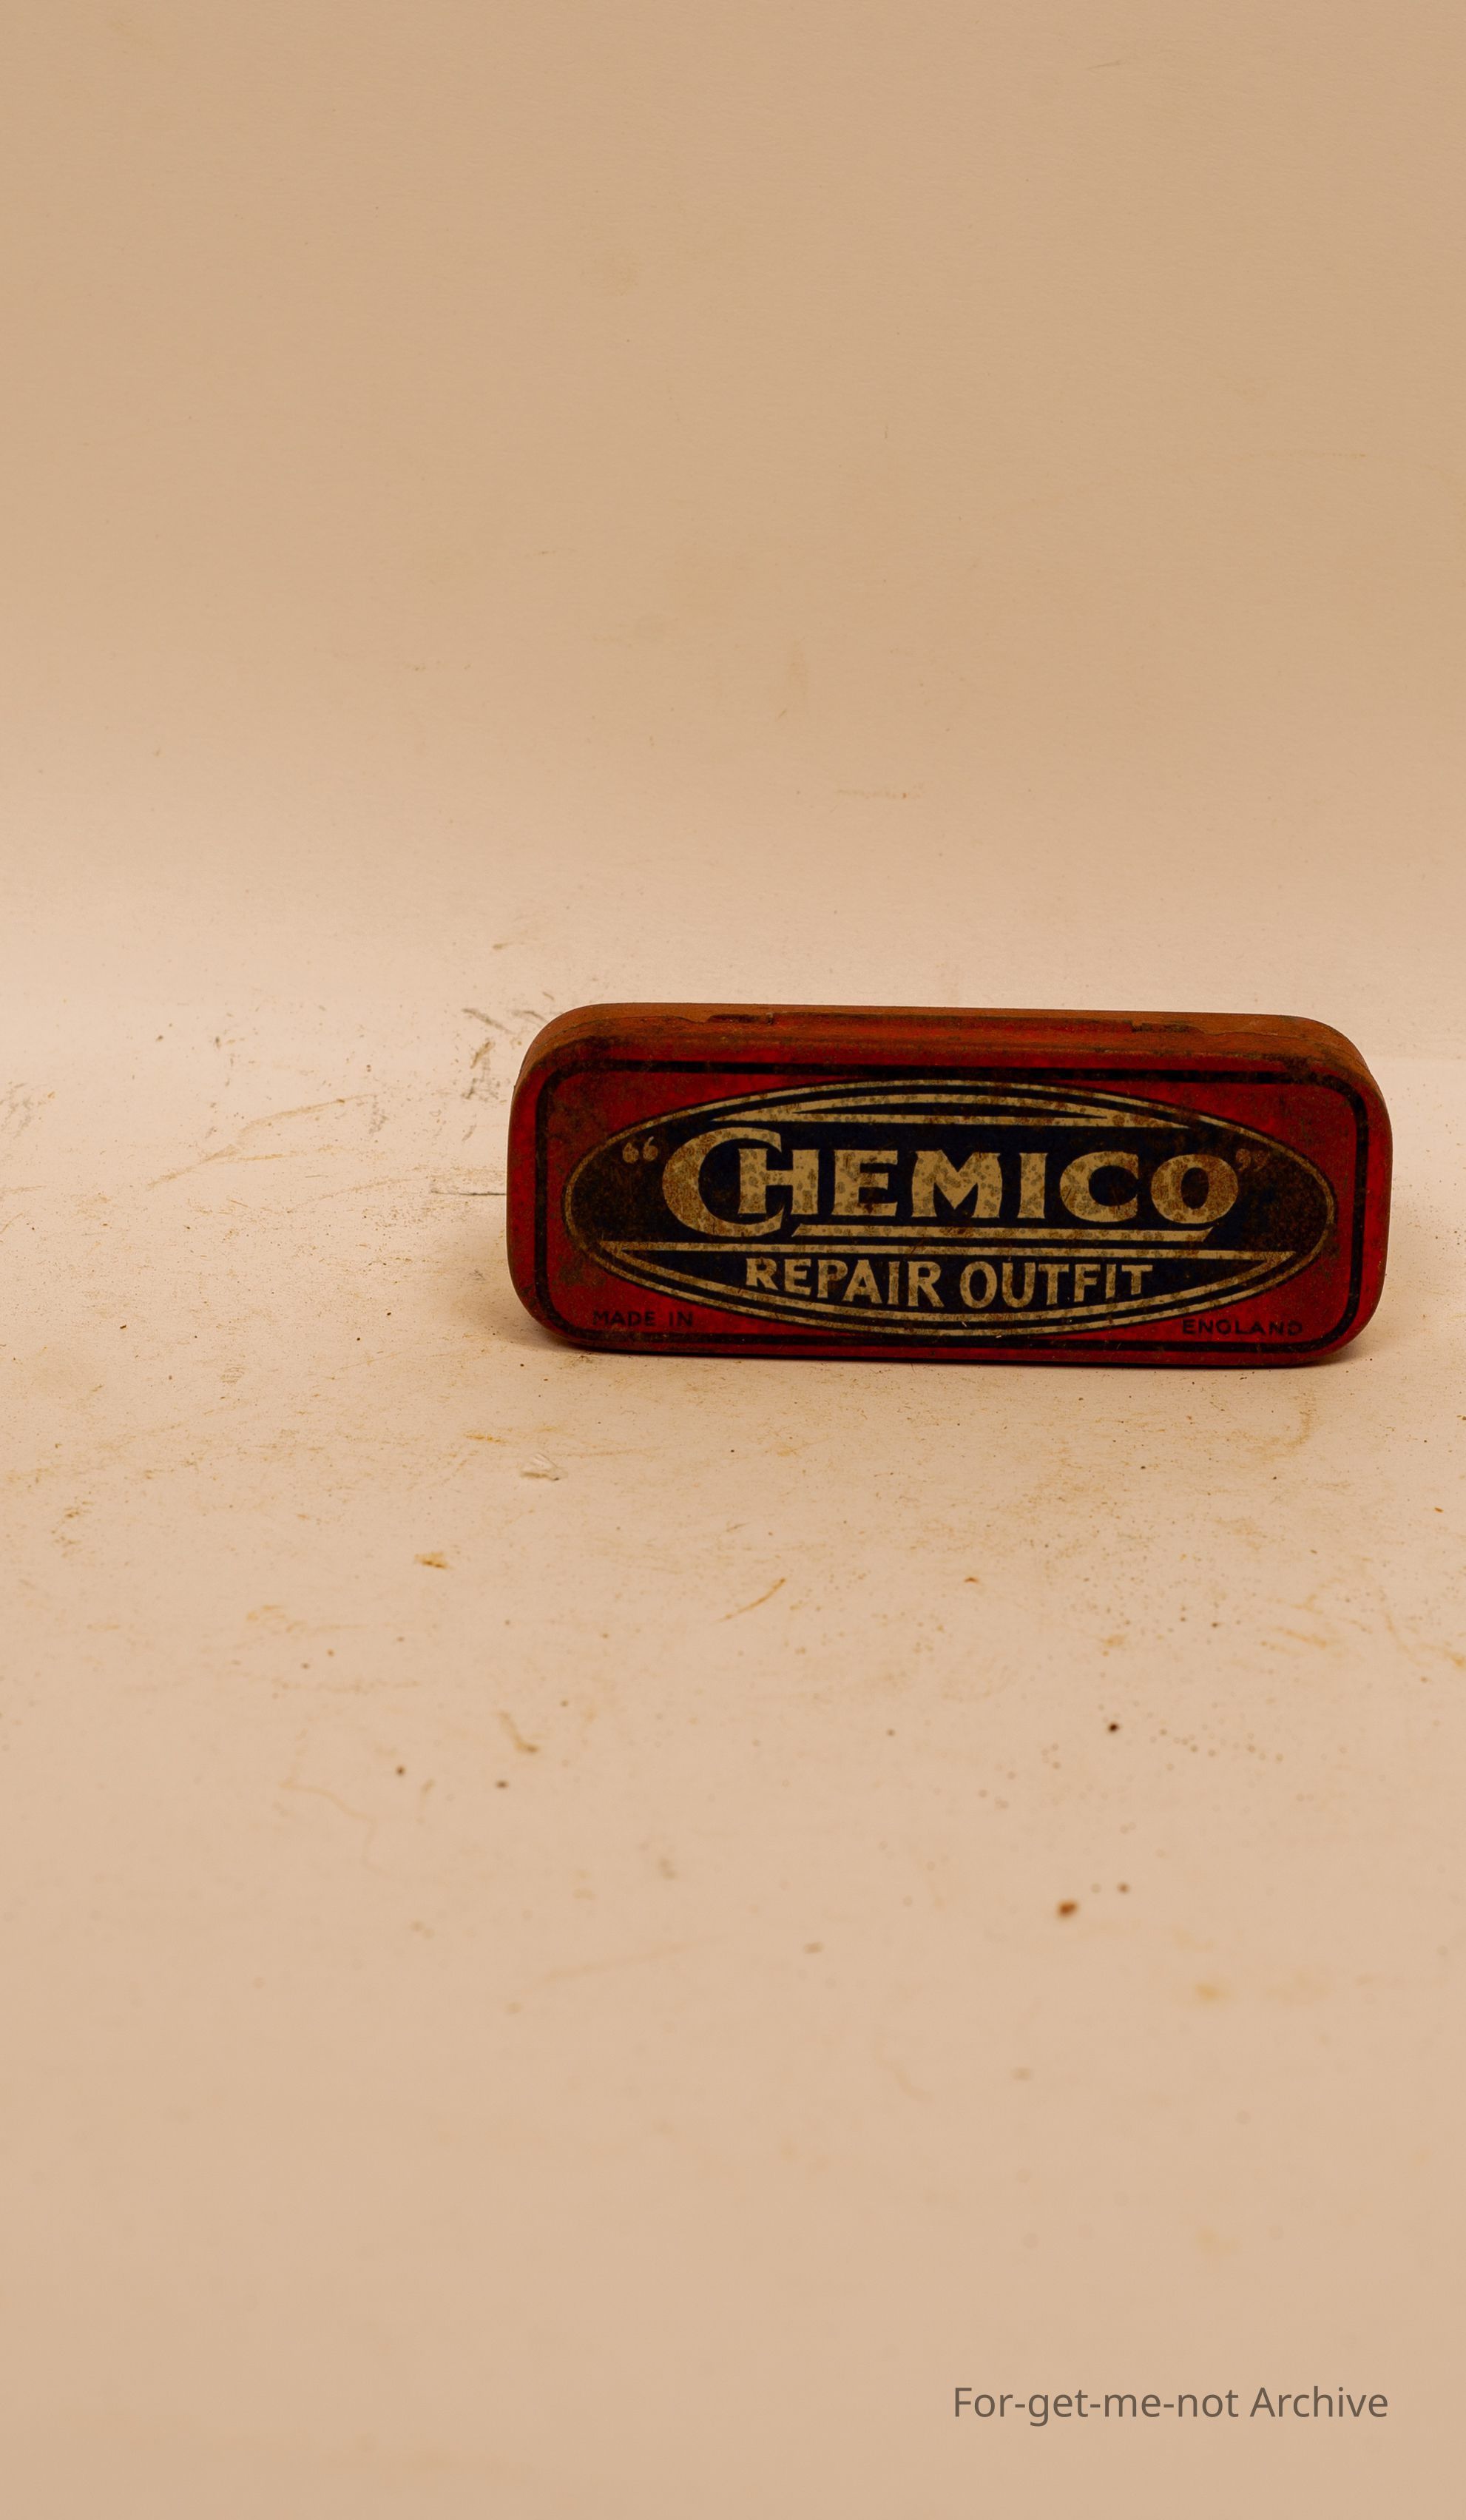 “CHEMICO”
REPAIR OUTFIT
MADE IN ENGLAND
For-get-me-not Archive